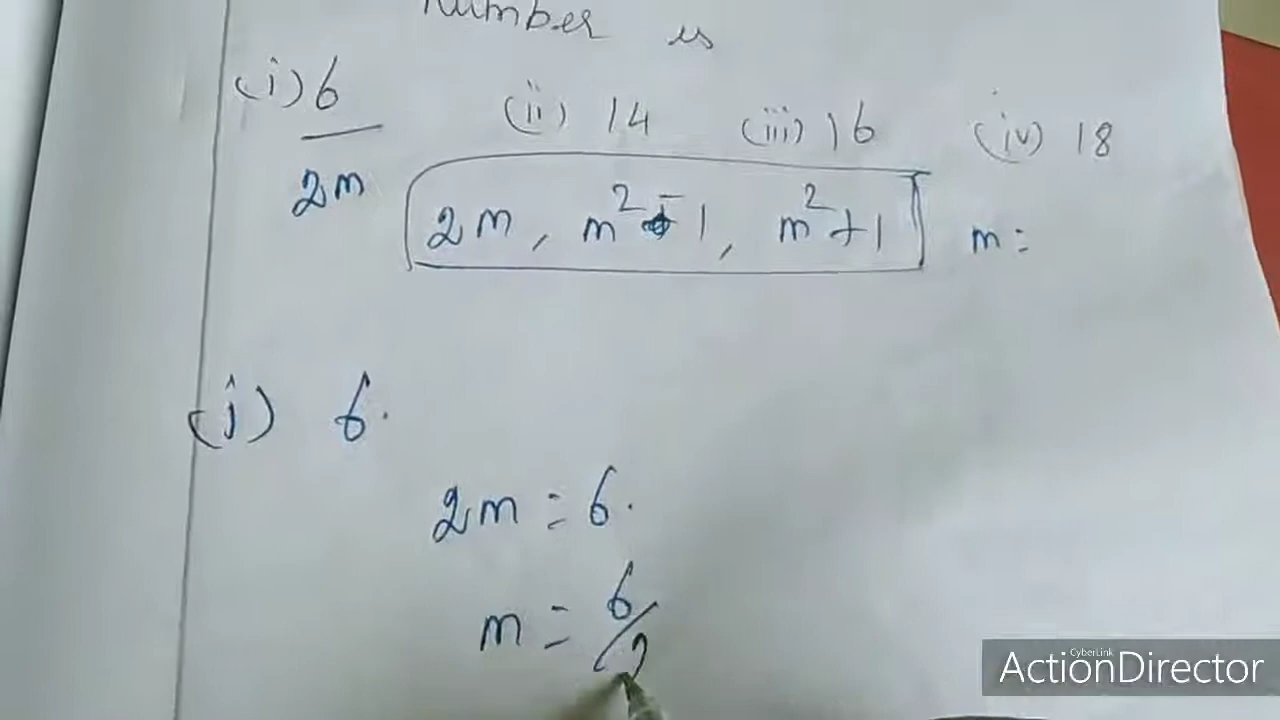 Number is
(i) 6 (ii) 14 (iii) 16 (iv) 18
2m 2m, m² - 1, m² + 1 m =
(i) 6.
2m = 6.
m = 6/2
CyberLink
ActionDirector